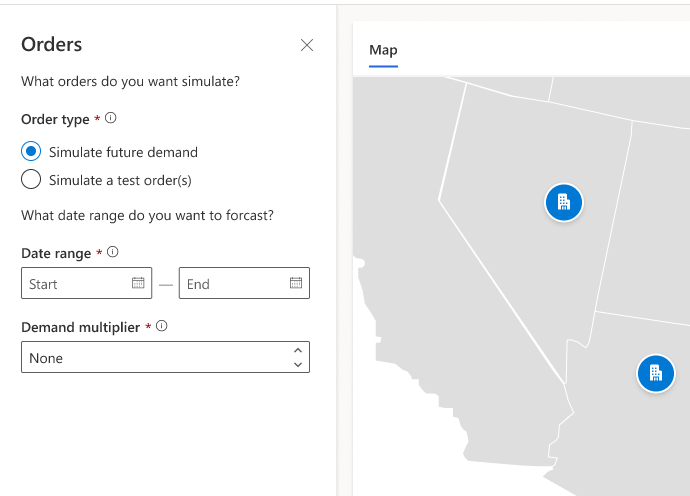 Orders
What orders do you want simulate?
Order type *
Simulate future demand
Simulate a test order(s)
What date range do you want to forcast?
Date range *
Start — End
Demand multiplier *
None
Map